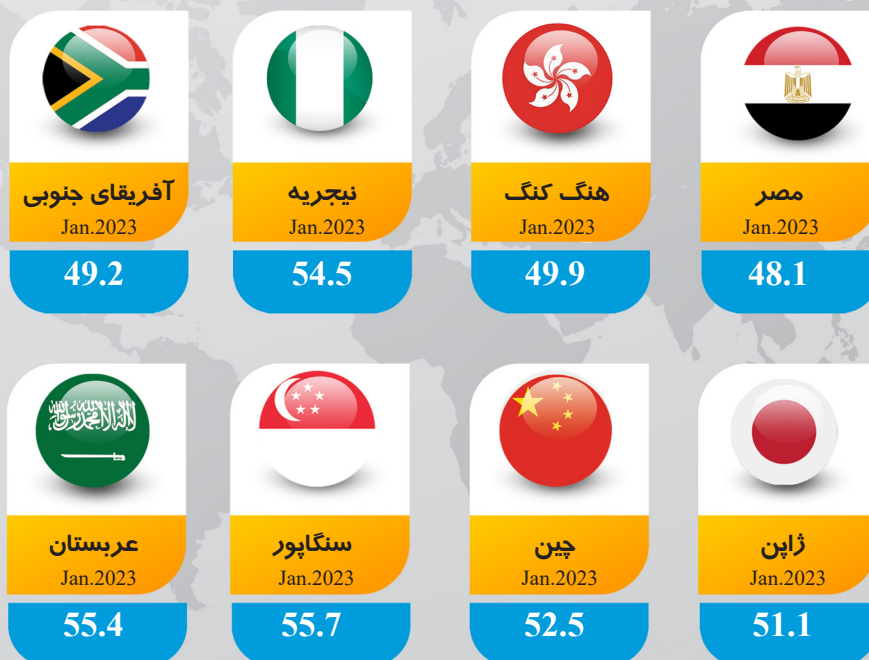 آفریقای جنوبی
Jan.2023
49.2
نیجریه
Jan.2023
54.5
هنگ کنگ
Jan.2023
49.9
مصر
Jan.2023
48.1
عربستان
Jan.2023
55.4
سنگاپور
Jan.2023
55.7
چین
Jan.2023
52.5
ژاپن
Jan.2023
51.1